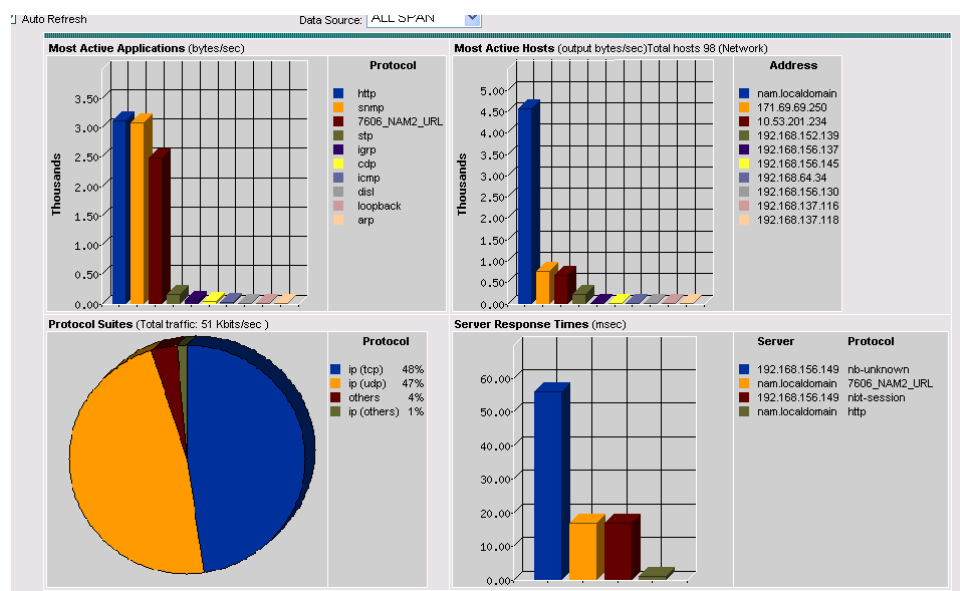 Auto Refresh
Data Source: ALL SPAN
Most Active Applications (bytes/sec)
Thousands
3.50
3.00
2.50
2.00
1.50
1.00
0.50
0.00
Protocol
http
snmp
7606_NAM2_URL
stp
igrp
cdp
icmp
disl
loopback
arp
Most Active Hosts (output bytes/sec)Total hosts 98 (Network)
Thousands
5.00
4.50
4.00
3.50
3.00
2.50
2.00
1.50
1.00
0.50
0.00
Address
nam.localdomain
171.69.69.250
10.53.201.234
192.168.152.139
192.168.156.137
192.168.156.145
192.168.64.34
192.168.156.130
192.168.137.116
192.168.137.118
Protocol Suites (Total traffic: 51 Kbits/sec )
Protocol
ip (tcp) 48%
ip (udp) 47%
others 4%
ip (others) 1%
Server Response Times (msec)
60.00
50.00
40.00
30.00
20.00
10.00
0.00
Server Protocol
192.168.156.149 nb-unknown
nam.localdomain 7606_NAM2_URL
192.168.156.149 nbt-session
nam.localdomain http